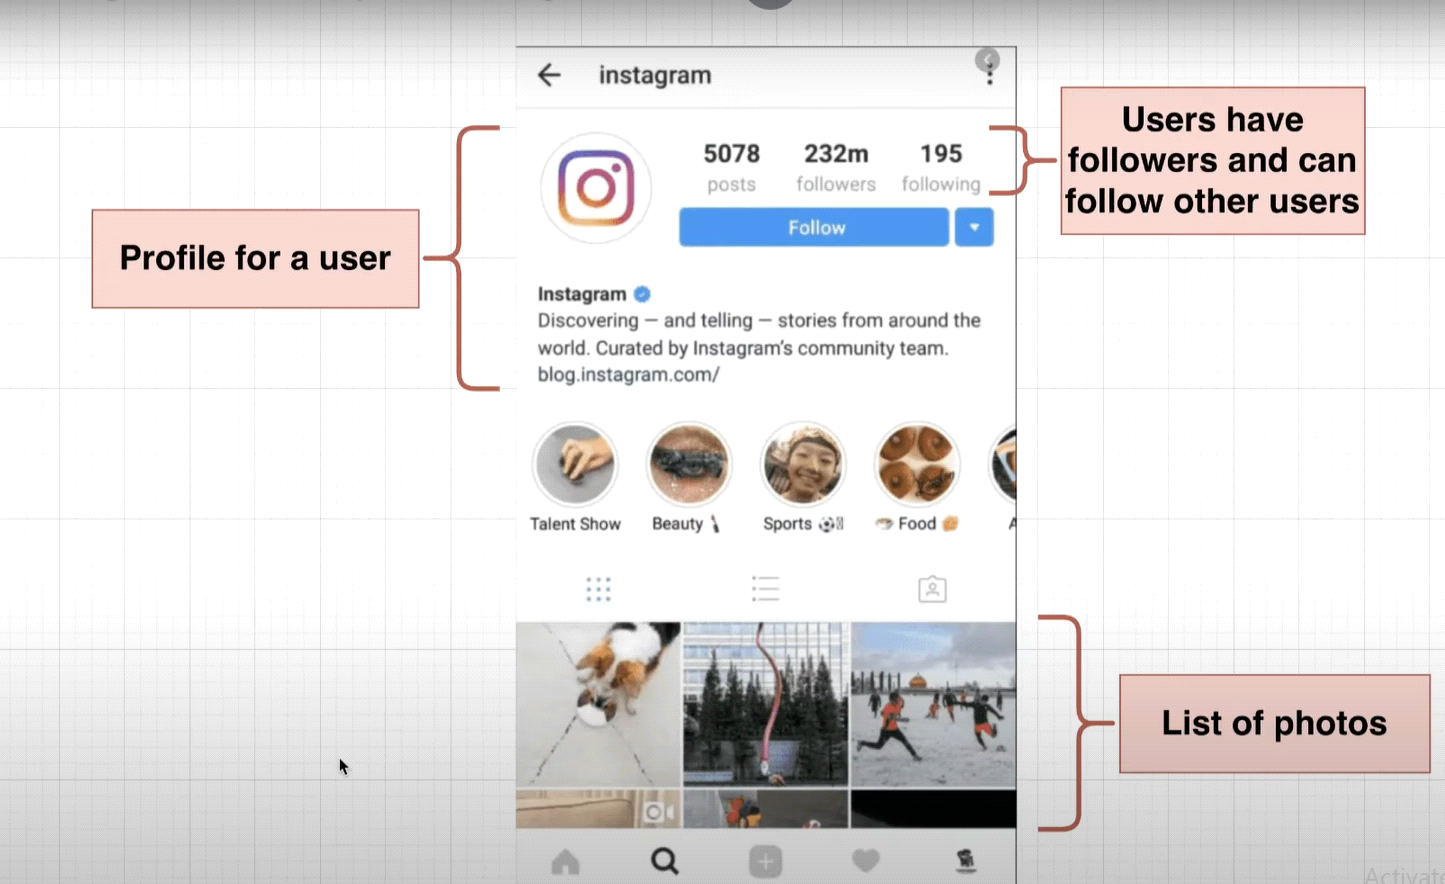 instagram
Users have
followers and can
follow other users
5078 232m 195
posts followers following
Follow
Profile for a user
Instagram
Discovering — and telling — stories from around the
world. Curated by Instagram's community team.
blog.instagram.com/
Talent Show Beauty Sports Food A
List of photos
Activate